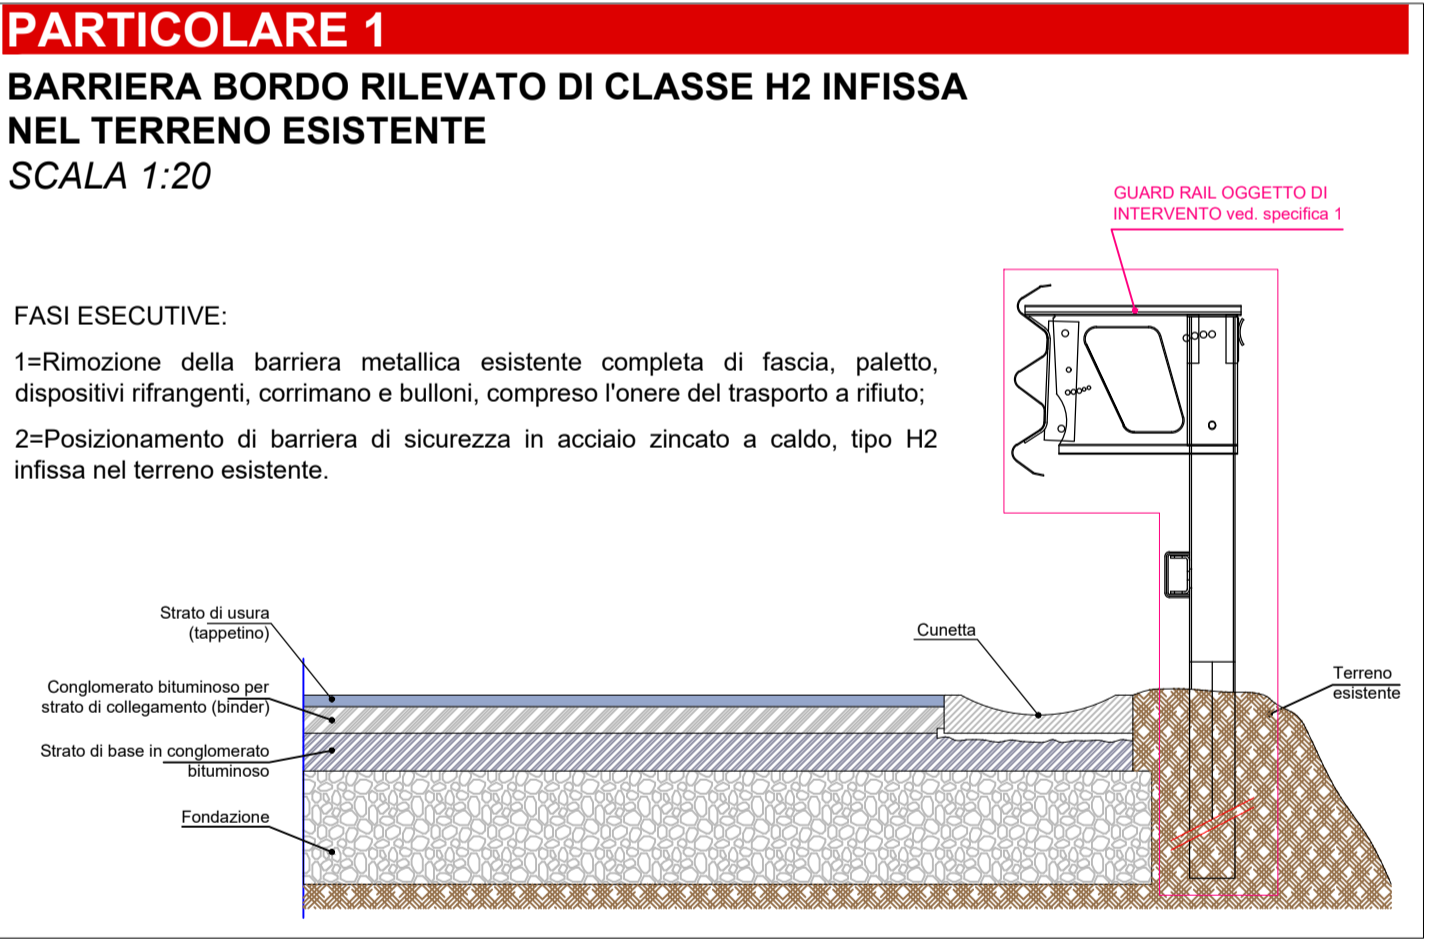 PARTICOLARE 1
BARRIERA BORDO RILEVATO DI CLASSE H2 INFISSA
NEL TERRENO ESISTENTE
SCALA 1:20
GUARD RAIL OGGETTO DI
INTERVENTO ved. specifica 1
FASI ESECUTIVE:
1=Rimozione della barriera metallica esistente completa di fascia, paletto,
dispositivi rifrangenti, corrimano e bulloni, compreso l'onere del trasporto a rifiuto;
2=Posizionamento di barriera di sicurezza in acciaio zincato a caldo, tipo H2
infissa nel terreno esistente.
Strato di usura
(tappetino)
Cunetta
Conglomerato bituminoso per
strato di collegamento (binder)
Terreno
esistente
Strato di base in conglomerato
bituminoso
Fondazione